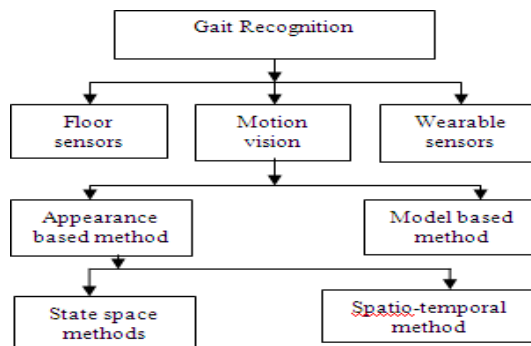 Gait Recognition
Floor
sensors
Motion
vision
Wearable
sensors
Appearance
based method
Model based
method
State space
methods
Spatio-temporal
method